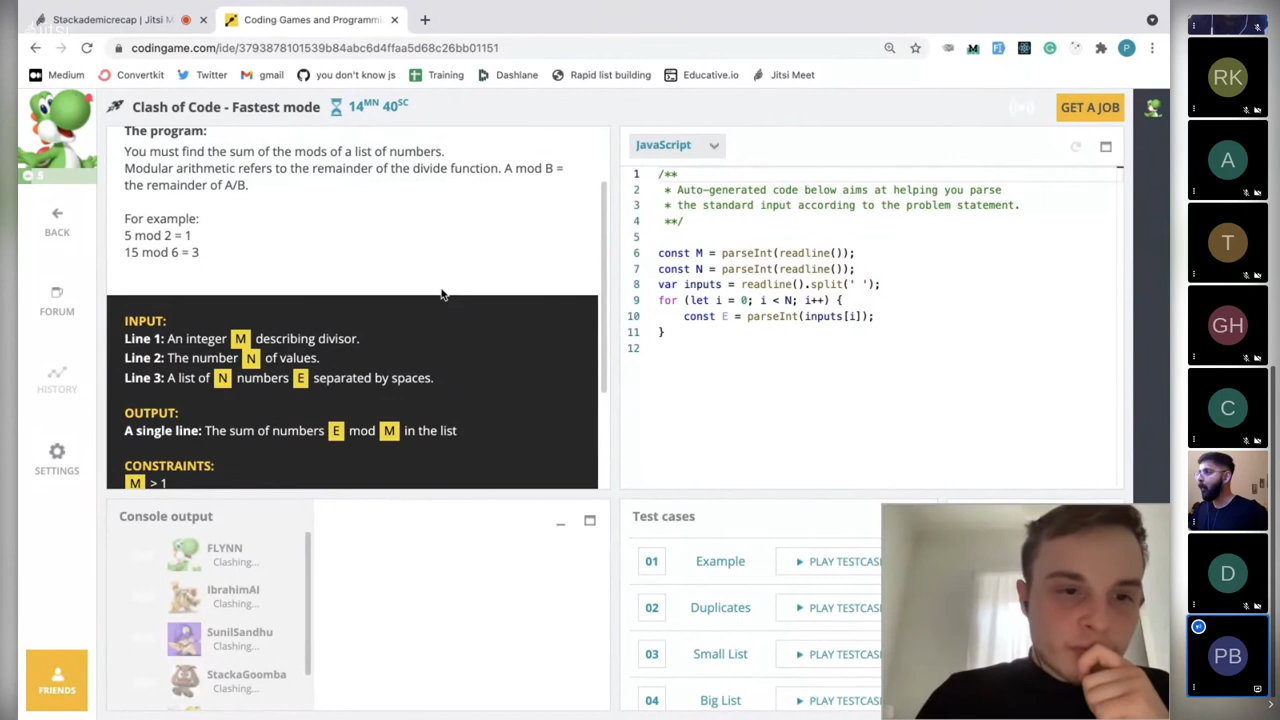 Stackademicrecap | Jitsi M
Coding Games and Programmi
codingame.com/ide/3793878101539b84abc6d4ffaa5d68c26bb01151
P
Medium
Convertkit
Twitter
gmail
you don't know js
Training
Dashlane
Rapid list building
Educative.io
Jitsi Meet
Clash of Code - Fastest mode
14MN 40SC
GET A JOB
5
BACK
FORUM
HISTORY
SETTINGS
FRIENDS
The program:
You must find the sum of the mods of a list of numbers.
Modular arithmetic refers to the remainder of the divide function. A mod B =
the remainder of A/B.
For example:
5 mod 2 = 1
15 mod 6 = 3
INPUT:
Line 1: An integer M describing divisor.
Line 2: The number N of values.
Line 3: A list of N numbers E separated by spaces.
OUTPUT:
A single line: The sum of numbers E mod M in the list
CONSTRAINTS:
M > 1
JavaScript
1 /**
2 * Auto-generated code below aims at helping you parse
3 * the standard input according to the problem statement.
4 **/
5
6 const M = parseInt(readline());
7 const N = parseInt(readline());
8 var inputs = readline().split(' ');
9 for (let i = 0; i < N; i++) {
10 const E = parseInt(inputs[i]);
11 }
12
Console output
FLYNN
Clashing...
IbrahimAl
Clashing...
SunilSandhu
Clashing...
StackaGoomba
Clashing...
Test cases
01 Example PLAY TESTCASE
02 Duplicates PLAY TESTCASE
03 Small List PLAY TESTCASE
04 Big List PLAY TESTCASE
RK
A
T
GH
C
D
PB